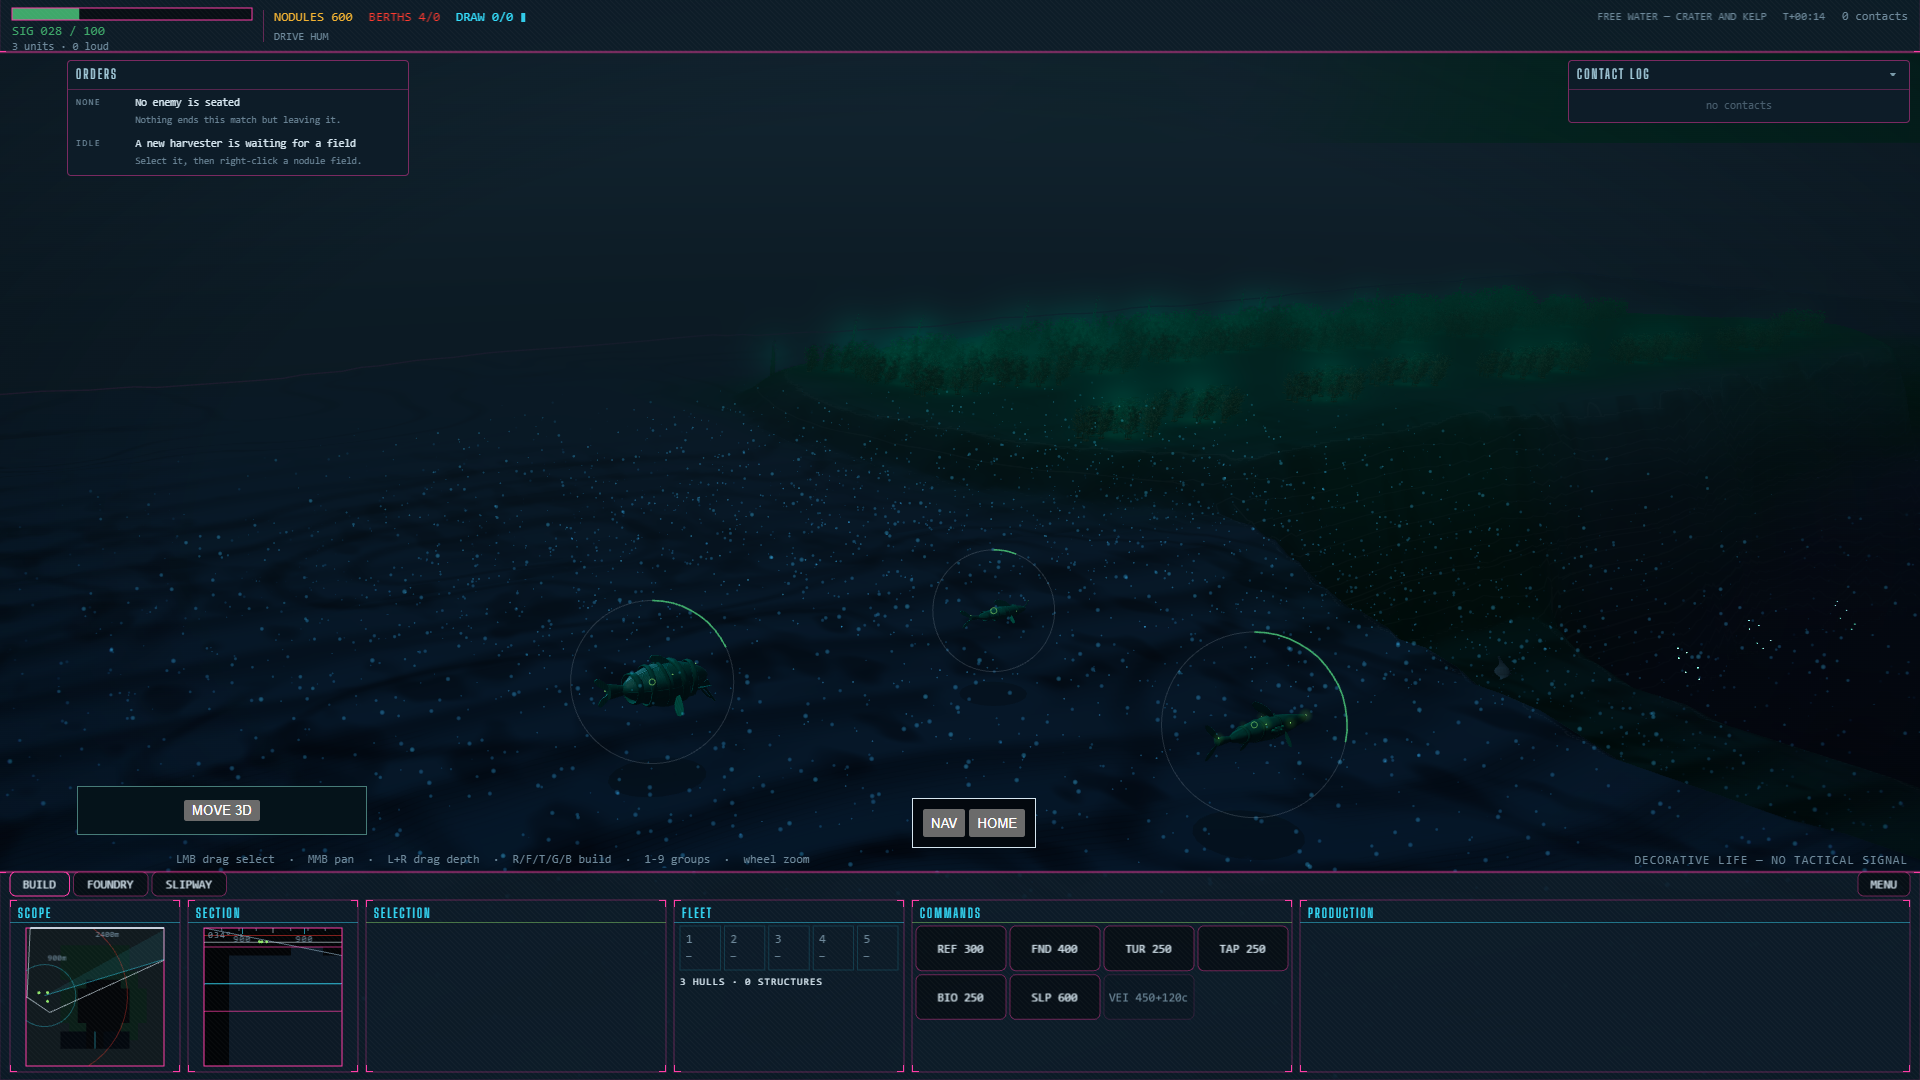 SIG 028 / 100
3 units · 0 loud
NODULES 600 BERTHS 4/0 DRAW 0/0
DRIVE HUM
FREE WATER — CRATER AND KELP T+00:14 0 contacts
ORDERS
NONE No enemy is seated
Nothing ends this match but leaving it.
IDLE A new harvester is waiting for a field
Select it, then right-click a nodule field.
CONTACT LOG
no contacts
MOVE 3D
NAV HOME
LMB drag select · MMB pan · L+R drag depth · R/F/T/G/B build · 1-9 groups · wheel zoom
DECORATIVE LIFE — NO TACTICAL SIGNAL
BUILD FOUNDRY SLIPWAY MENU
SCOPE
2400m
900m
SECTION
034°
900 900
SELECTION
FLEET
1 2 3 4 5
– – – – –
3 HULLS · 0 STRUCTURES
COMMANDS
REF 300 FND 400 TUR 250 TAP 250
BIO 250 SLP 600 VEI 450+120c
PRODUCTION